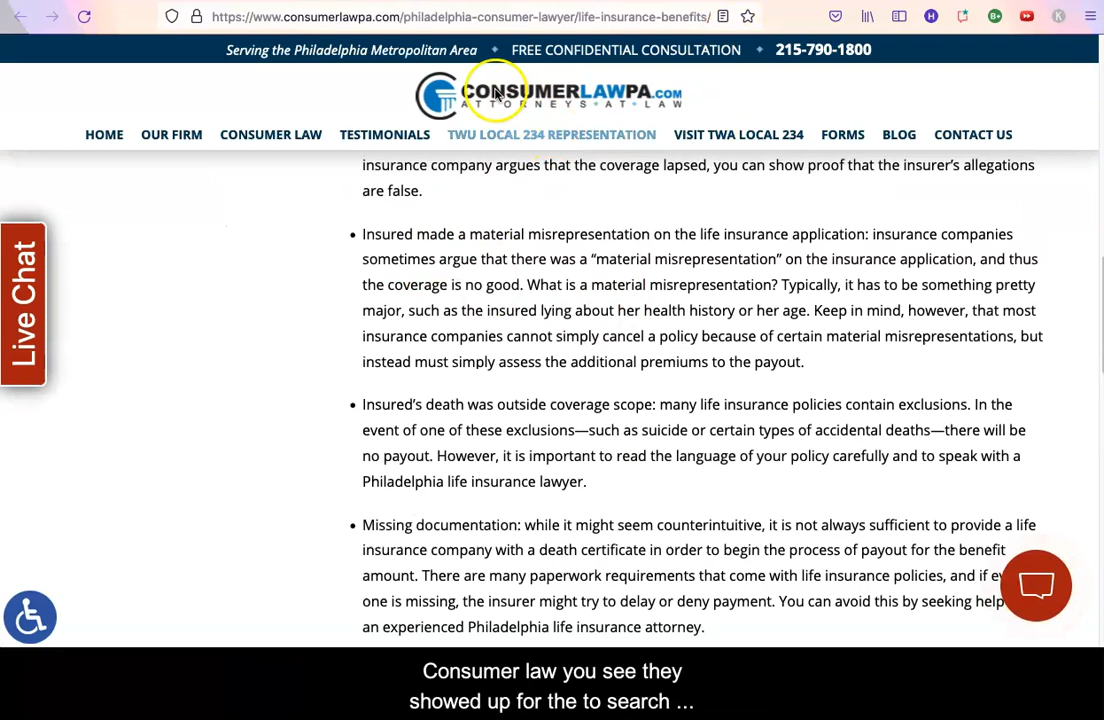 https://www.consumerlawpa.com/philadelphia-consumer-lawyer/life-insurance-benefits/
Serving the Philadelphia Metropolitan Area FREE CONFIDENTIAL CONSULTATION 215-790-1800
CONSUMERLAWPA.COM
ATTORNEYS AT LAW
HOME OUR FIRM CONSUMER LAW TESTIMONIALS TWU LOCAL 234 REPRESENTATION VISIT TWA LOCAL 234 FORMS BLOG CONTACT US
insurance company argues that the coverage lapsed, you can show proof that the insurer’s allegations
are false.
• Insured made a material misrepresentation on the life insurance application: insurance companies
sometimes argue that there was a “material misrepresentation” on the insurance application, and thus
the coverage is no good. What is a material misrepresentation? Typically, it has to be something pretty
major, such as the insured lying about her health history or her age. Keep in mind, however, that most
insurance companies cannot simply cancel a policy because of certain material misrepresentations, but
instead must simply assess the additional premiums to the payout.
• Insured’s death was outside coverage scope: many life insurance policies contain exclusions. In the
event of one of these exclusions—such as suicide or certain types of accidental deaths—there will be
no payout. However, it is important to read the language of your policy carefully and to speak with a
Philadelphia life insurance lawyer.
• Missing documentation: while it might seem counterintuitive, it is not always sufficient to provide a life
insurance company with a death certificate in order to begin the process of payout for the benefit
amount. There are many paperwork requirements that come with life insurance policies, and if
one is missing, the insurer might try to delay or deny payment. You can avoid this by seeking help
an experienced Philadelphia life insurance attorney.
Live Chat
Consumer law you see they
showed up for the to search ...